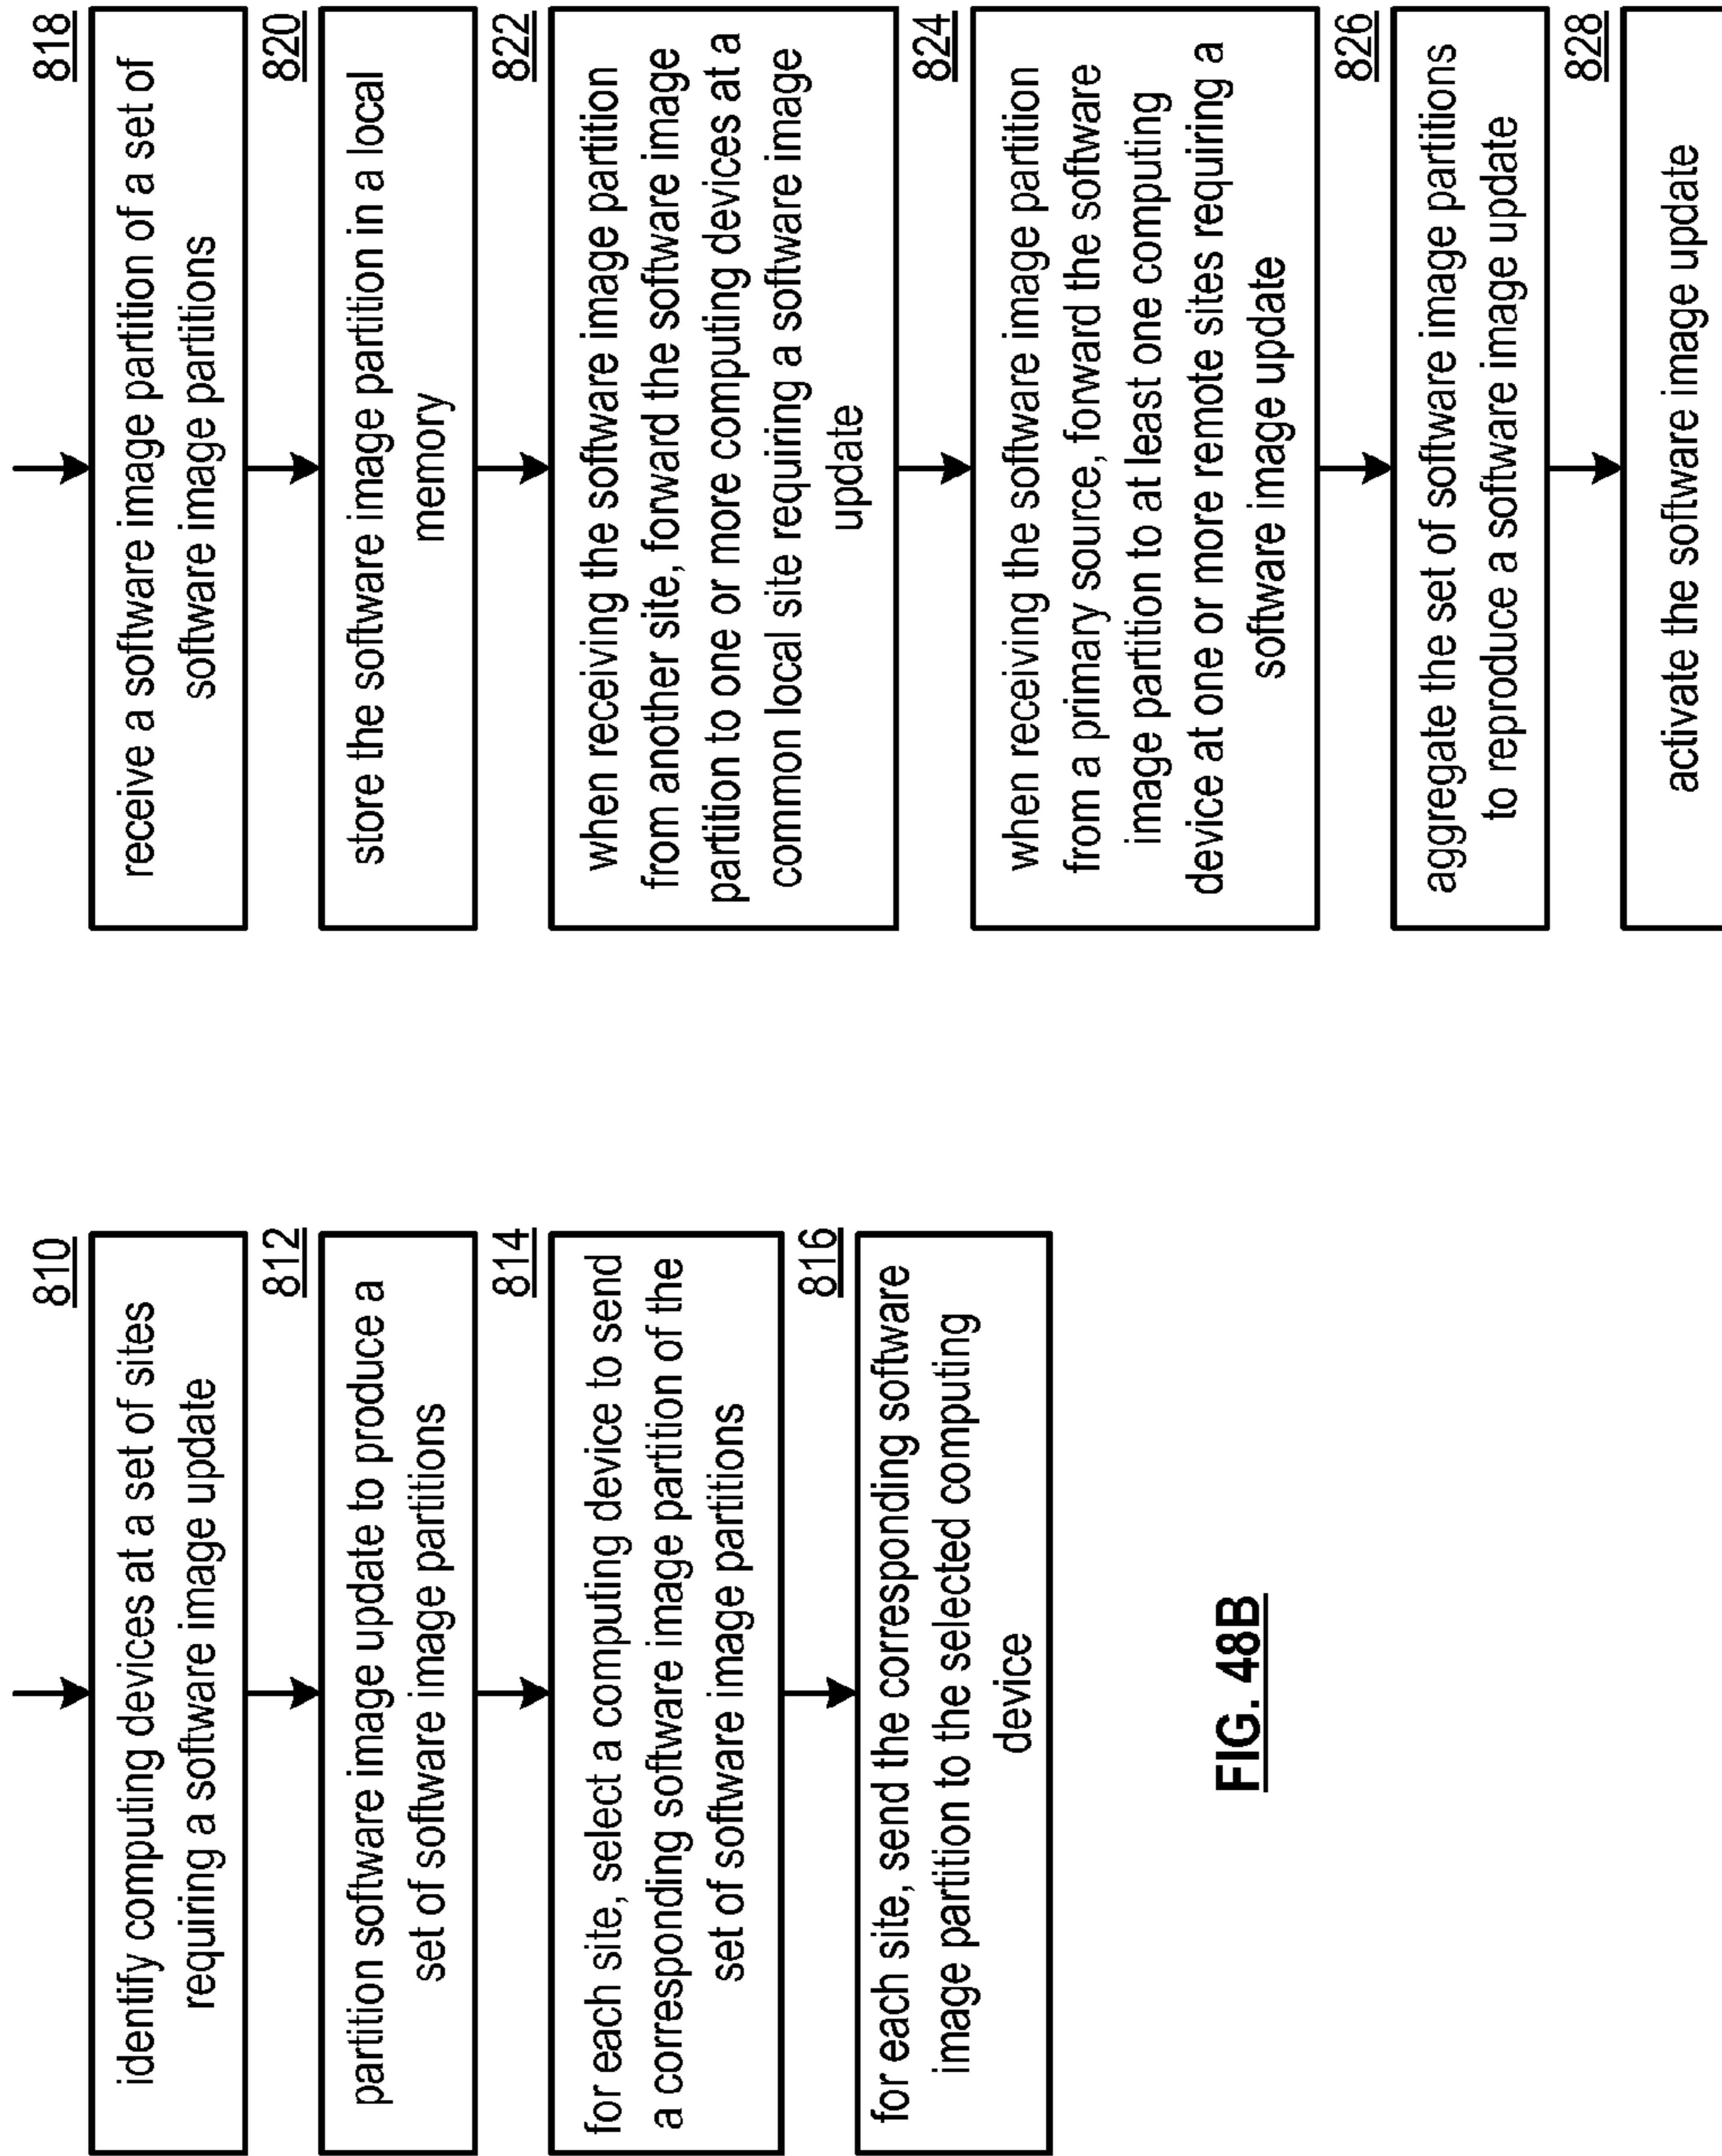 810
identify computing devices at a set of sites
requiring a software image update
812
partition software image update to produce a
set of software image partitions
814
for each site, select a computing device to send
a corresponding software image partition of the
set of software image partitions
816
for each site, send the corresponding software
image partition to the selected computing
device
FIG. 48B
818
receive a software image partition of a set of
software image partitions
820
store the software image partition in a local
memory
822
when receiving the software image partition
from another site, forward the software image
partition to one or more computing devices at a
common local site requiring a software image
update
824
when receiving the software image partition
from a primary source, forward the software
image partition to at least one computing
device at one or more remote sites requiring a
software image update
826
aggregate the set of software image partitions
to reproduce a software image update
828
activate the software image update